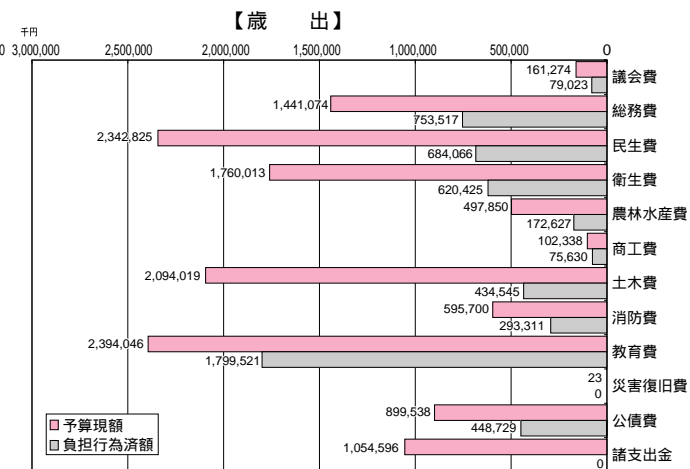 【歳　出】
千円
0 3,000,000 2,500,000 2,000,000 1,500,000 1,000,000 500,000 0
161,274 議会費
79,023
1,441,074 総務費
753,517
2,342,825 民生費
684,066
1,760,013 衛生費
620,425
497,850 農林水産費
172,627
102,338 商工費
75,630
2,094,019 土木費
434,545
595,700 消防費
293,311
2,394,046 教育費
1,799,521
23 災害復旧費
0
899,538 公債費
448,729
1,054,596 諸支出金
0
予算現額
負担行為済額